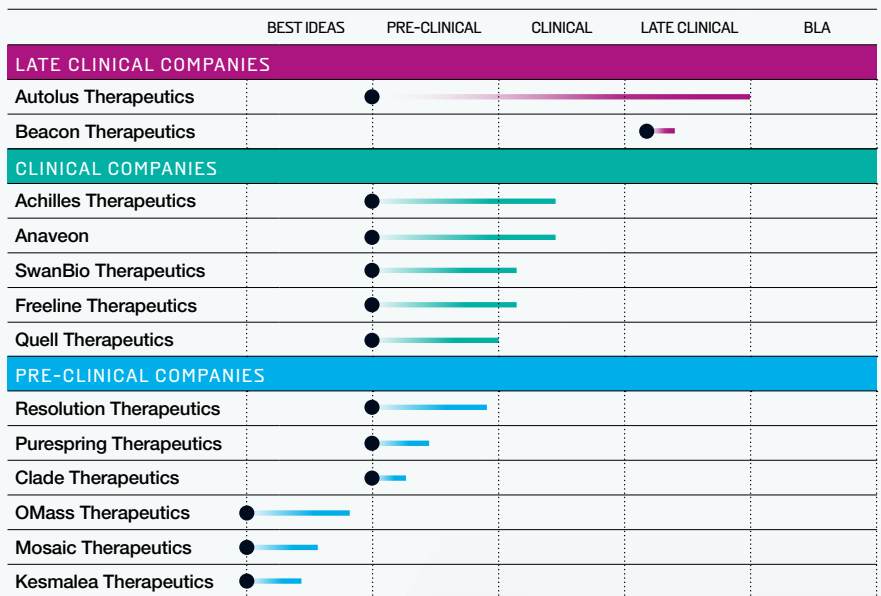 BEST IDEAS PRE-CLINICAL CLINICAL LATE CLINICAL BLA
LATE CLINICAL COMPANIES
Autolus Therapeutics
Beacon Therapeutics
CLINICAL COMPANIES
Achilles Therapeutics
Anaveon
SwanBio Therapeutics
Freeline Therapeutics
Quell Therapeutics
PRE-CLINICAL COMPANIES
Resolution Therapeutics
Purespring Therapeutics
Clade Therapeutics
OMass Therapeutics
Mosaic Therapeutics
Kesmalea Therapeutics